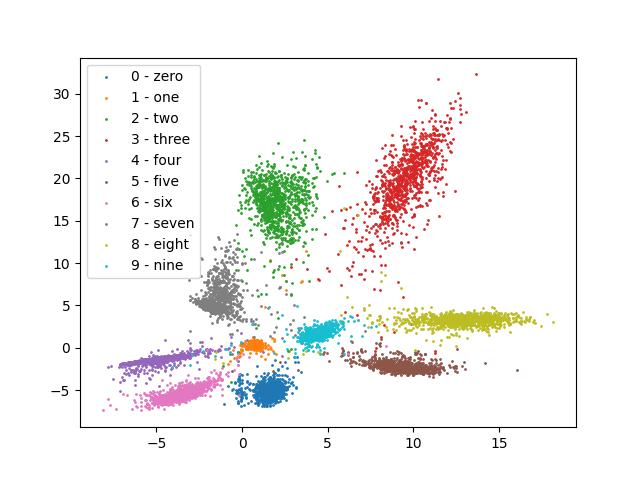 0 - zero
1 - one
2 - two
3 - three
4 - four
5 - five
6 - six
7 - seven
8 - eight
9 - nine
30
25
20
15
10
5
0
−5
−5 0 5 10 15